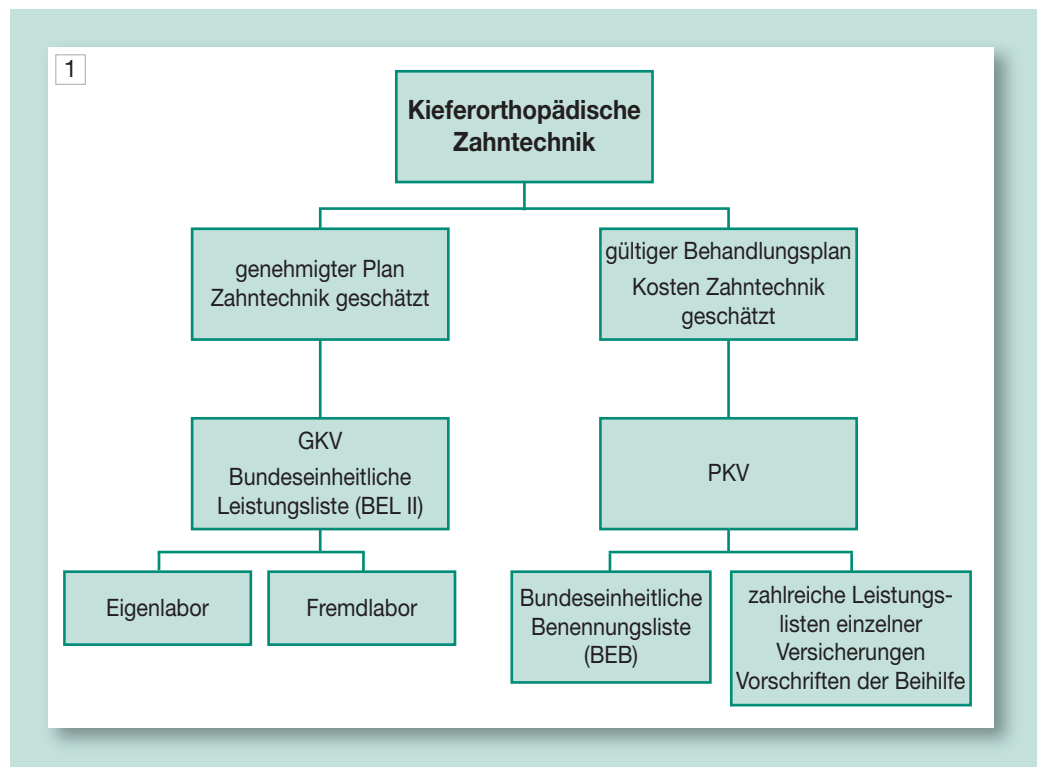 1
Kieferorthopädische
Zahntechnik
genehmigter Plan
Zahntechnik geschätzt
gültiger Behandlungsplan
Kosten Zahntechnik
geschätzt
GKV
Bundeseinheitliche
Leistungsliste (BEL II)
PKV
Eigenlabor
Fremdlabor
Bundeseinheitliche
Benennungsliste
(BEB)
zahlreiche Leistungs-
listen einzelner
Versicherungen
Vorschriften der Beihilfe